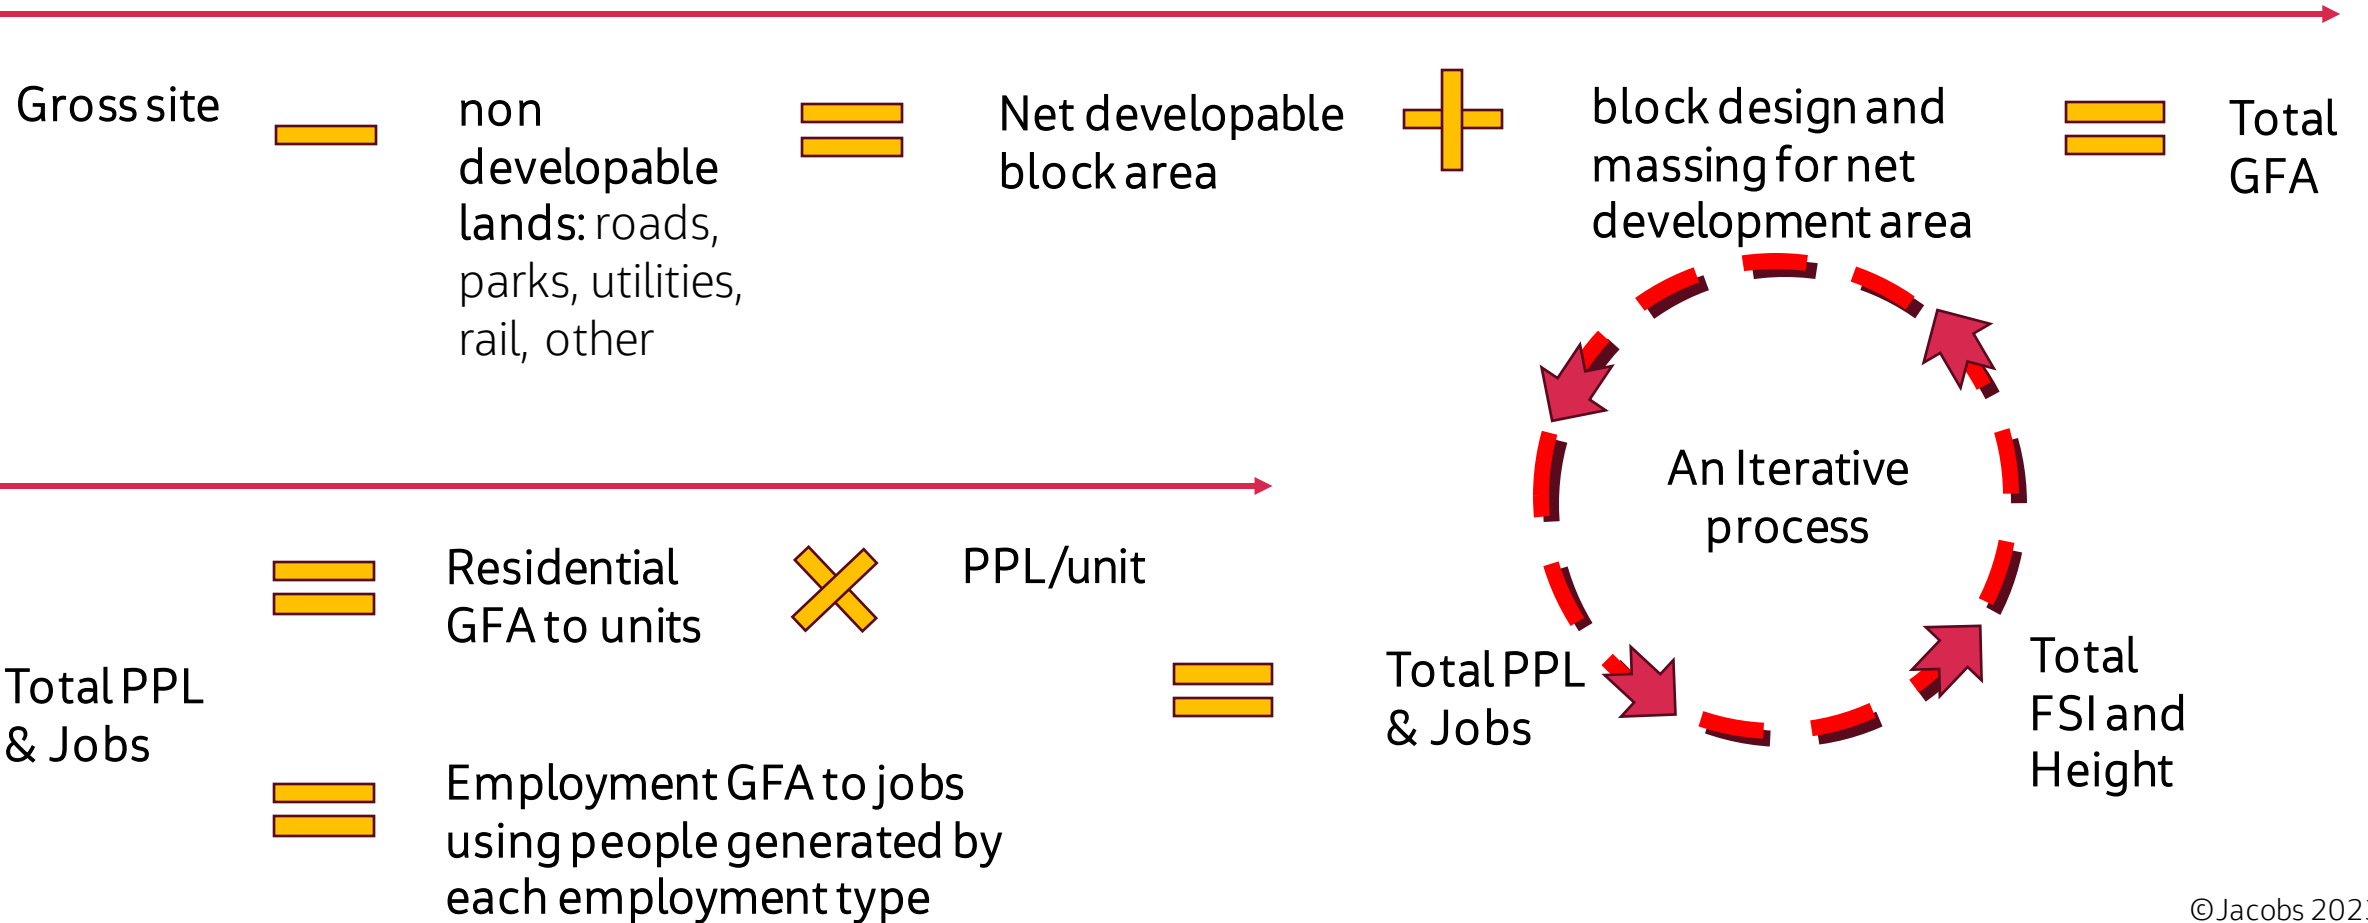 Gross site
non
developable
lands: roads,
parks, utilities,
rail, other
Net developable
block area
block design and
massing for net
development area
Total
GFA
An Iterative
process
Total PPL
& Jobs
Residential
GFA to units
PPL/unit
Employment GFA to jobs
using people generated by
each employment type
Total PPL
& Jobs
Total
FSI and
Height
© Jacobs